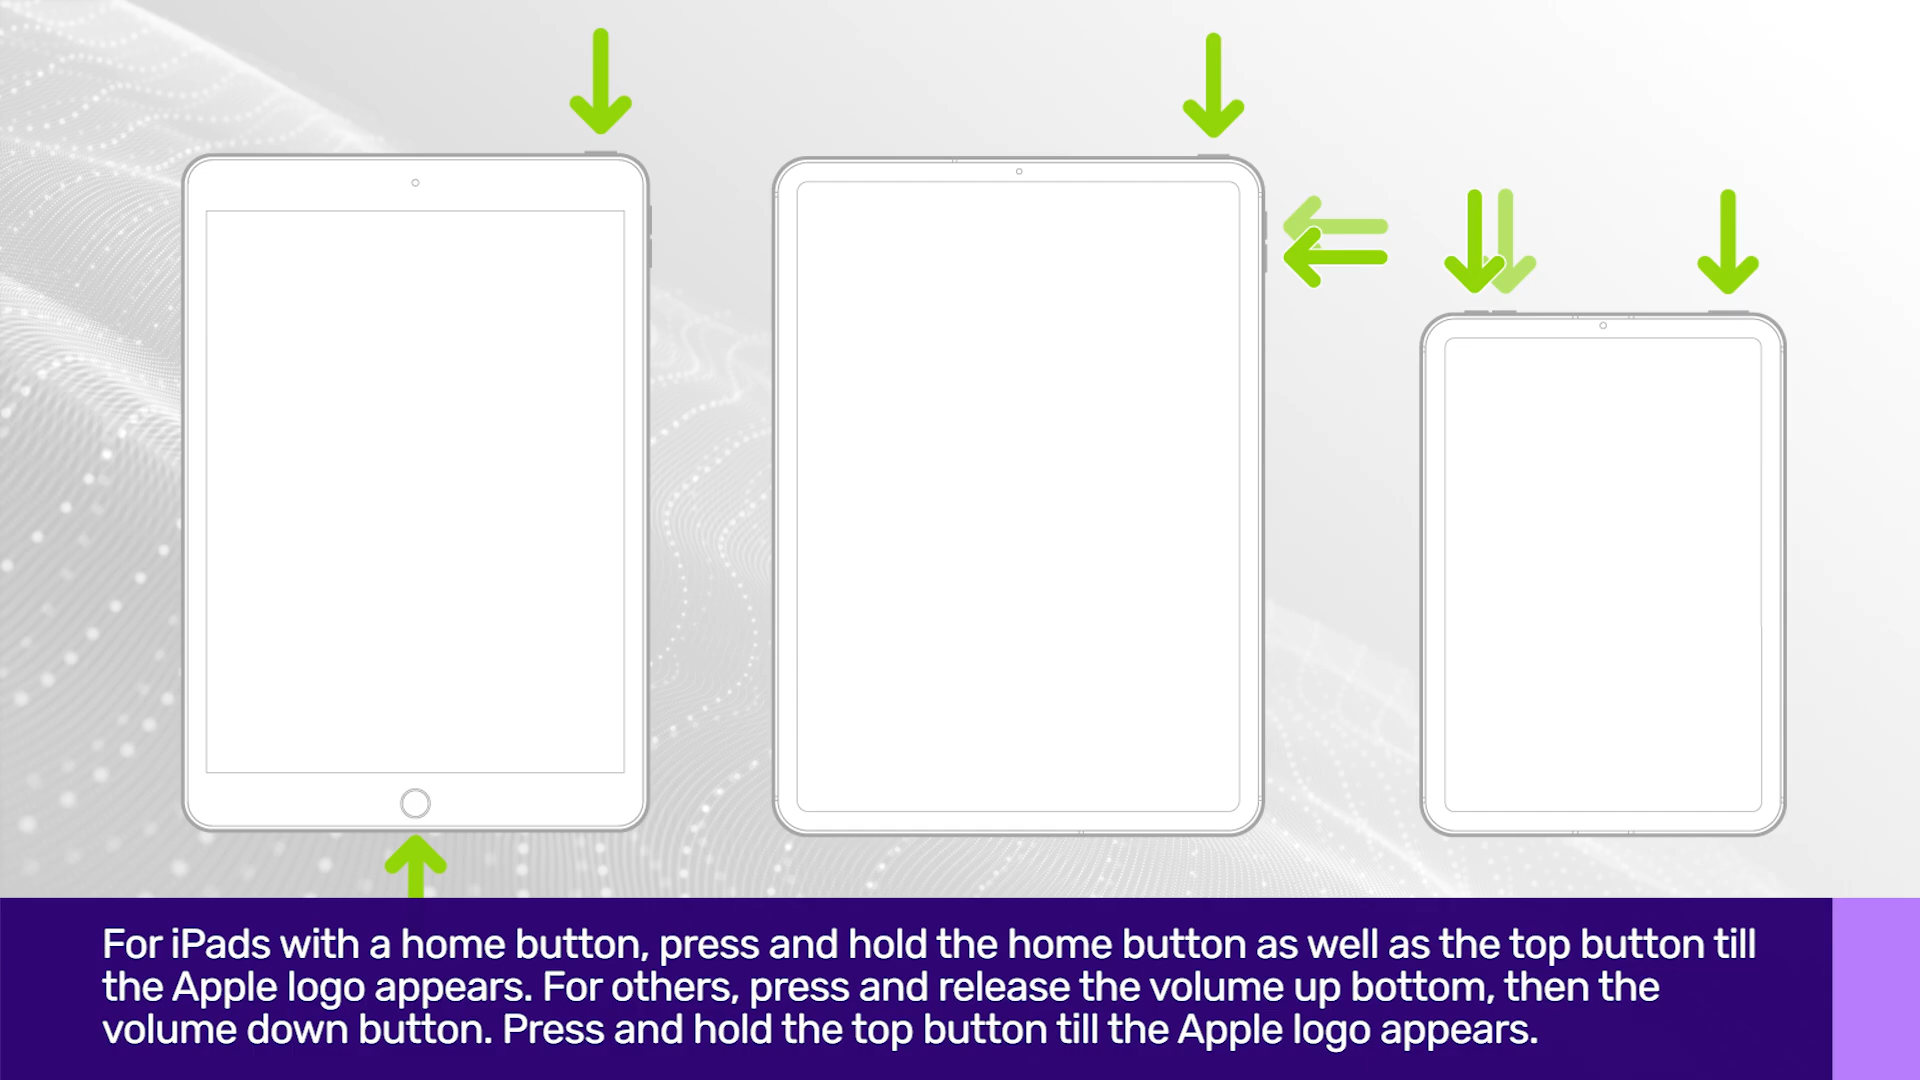 For iPads with a home button, press and hold the home button as well as the top button till
the Apple logo appears. For others, press and release the volume up bottom, then the
volume down button. Press and hold the top button till the Apple logo appears.